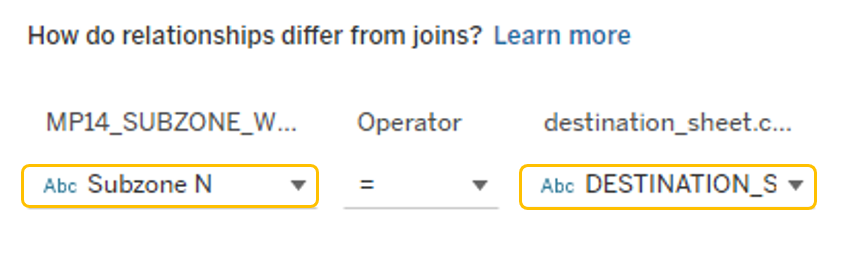 How do relationships differ from joins? Learn more
MP14_SUBZONE_W... Operator destination_sheet.c...
Abc Subzone N = Abc DESTINATION_S